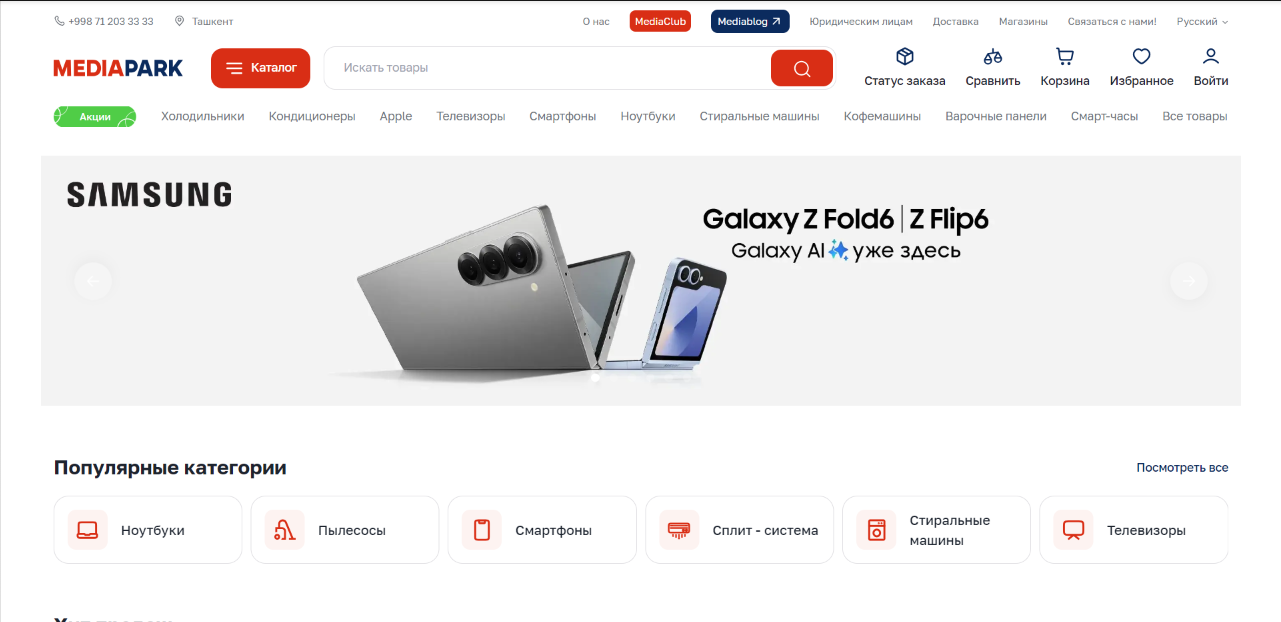 +998 71 203 33 33 Ташкент О нас MediaClub Mediablog Юридическим лицам Доставка Магазины Связаться с нами! Русский
MEDIAPARK Каталог Искать товары Статус заказа Сравнить Корзина Избранное Войти
Акции Холодильники Кондиционеры Apple Телевизоры Смартфоны Ноутбуки Стиральные машины Кофемашины Варочные панели Смарт-часы Все товары
SAMSUNG
Galaxy Z Fold6 | Z Flip6
Galaxy AI уже здесь
Популярные категории Посмотреть все
Ноутбуки Пылесосы Смартфоны Сплит - система Стиральные машины Телевизоры